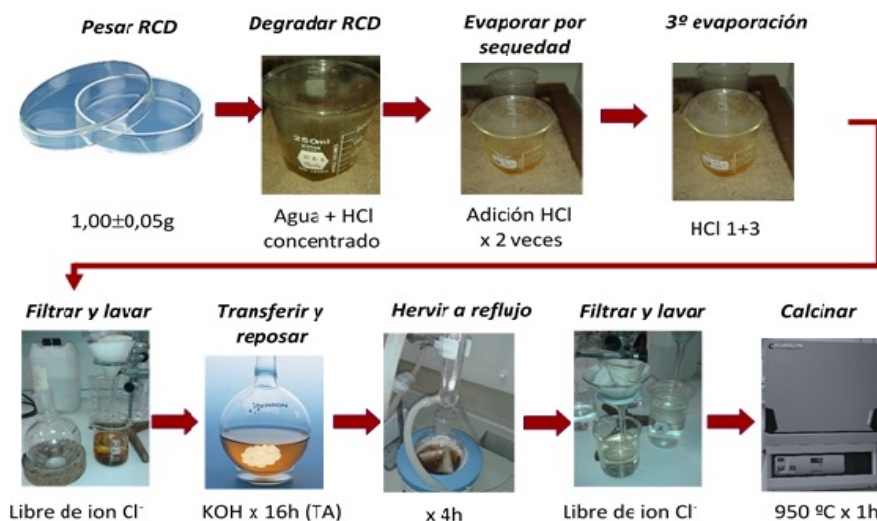 Pesar RCD
Degradar RCD
Evaporar por
sequedad
3º evaporación
250ml
1,00±0,05g
Agua + HCl
concentrado
Adición HCl
x 2 veces
HCl 1+3
Filtrar y lavar
Transferir y
reposar
Hervir a reflujo
Filtrar y lavar
Calcinar
Libre de ion Cl⁻
KOH x 16h (TA)
x 4h
Libre de ion Cl⁻
950 ºC x 1h